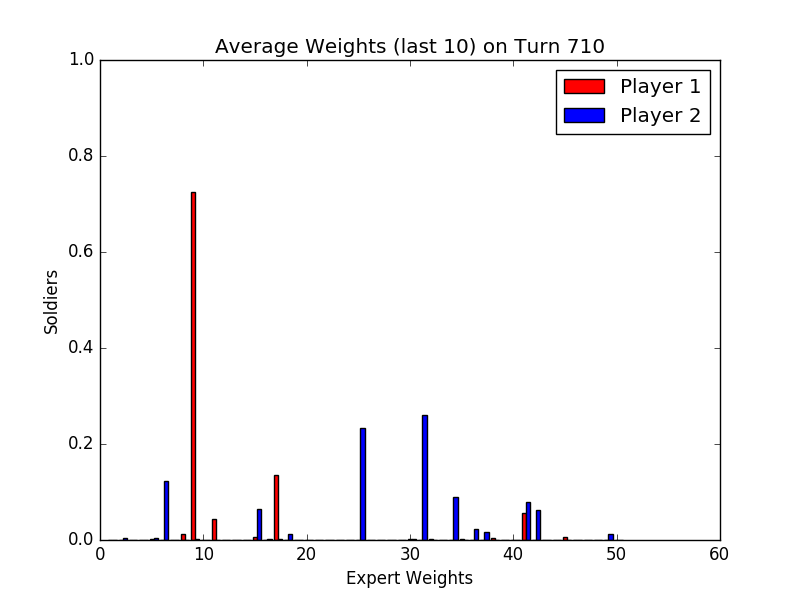 Average Weights (last 10) on Turn 710
1.0
Player 1
Player 2
0.8
0.6
0.4
0.2
0.0
Soldiers
0 10 20 30 40 50 60
Expert Weights